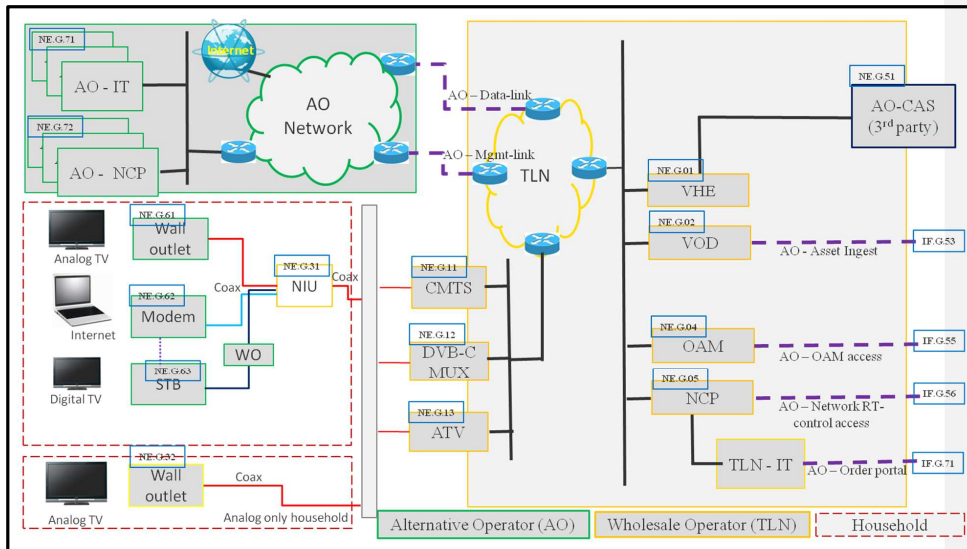 NE.G.71
AO - IT
NE.G.72
AO - NCP
Internet
AO
Network
AO – Data-link
AO – Mgmt-link
TLN
NE.G.51
AO-CAS
(3rd party)
NE.G.01
VHE
NE.G.02
VOD
AO - Asset Ingest
IF.G.53
NE.G.04
OAM
AO – OAM access
IF.G.55
NE.G.05
NCP
AO – Network RT-
control access
IF.G.56
TLN - IT
AO – Order portal
IF.G.71
NE.G.61
Wall
outlet
Analog TV
NE.G.31
NIU
Coax
Coax
NE.G.62
Modem
Internet
WO
NE.G.63
STB
Digital TV
NE.G.11
CMTS
NE.G.12
DVB-C
MUX
NE.G.13
ATV
NE.G.32
Wall
outlet
Coax
Analog TV
Analog only household
Alternative Operator (AO)
Wholesale Operator (TLN)
Household